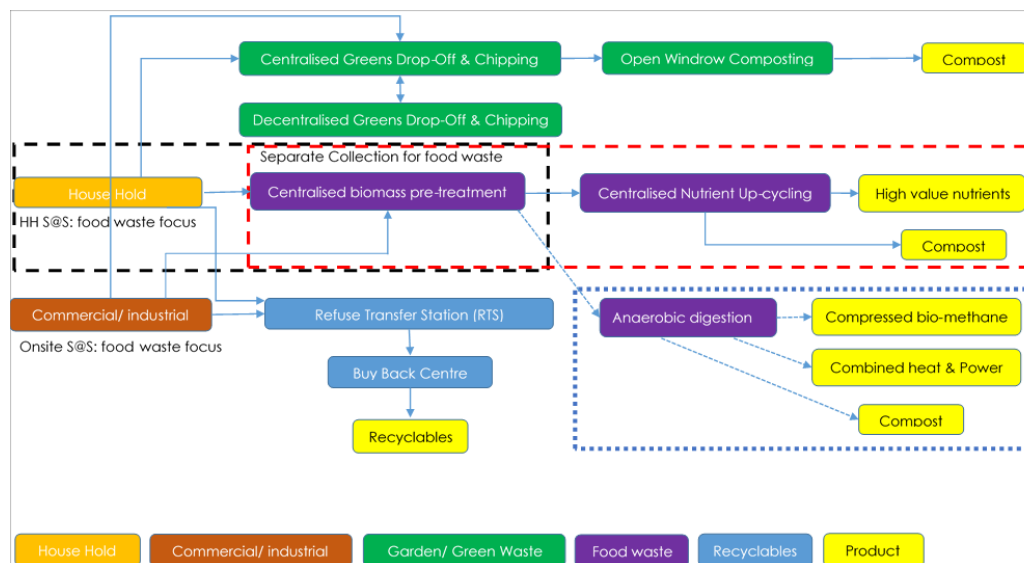 Centralised Greens Drop-Off & Chipping
Open Windrow Composting
Compost
Decentralised Greens Drop-Off & Chipping
Separate Collection for food waste
House Hold
Centralised biomass pre-treatment
Centralised Nutrient Up-cycling
High value nutrients
HH S@S: food waste focus
Compost
Commercial/ industrial
Refuse Transfer Station (RTS)
Anaerobic digestion
Compressed bio-methane
Onsite S@S: food waste focus
Buy Back Centre
Combined heat & Power
Compost
Recyclables
House Hold
Commercial/ industrial
Garden/ Green Waste
Food waste
Recyclables
Product